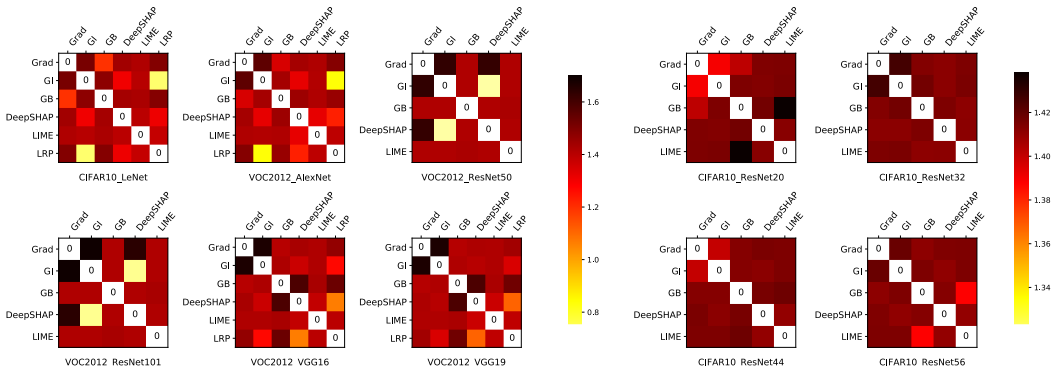 Grad GI GB DeepSHAP LIME LRP
Grad 0
GI 0
GB 0
DeepSHAP 0
LIME 0
LRP 0
CIFAR10_LeNet
Grad GI GB DeepSHAP LIME LRP
Grad 0
GI 0
GB 0
DeepSHAP 0
LIME 0
LRP 0
VOC2012_AlexNet
Grad GI GB DeepSHAP LIME
Grad 0
GI 0
GB 0
DeepSHAP 0
LIME 0
VOC2012_ResNet50
Grad GI GB DeepSHAP LIME
Grad 0
GI 0
GB 0
DeepSHAP 0
LIME 0
VOC2012_ResNet101
Grad GI GB DeepSHAP LIME LRP
Grad 0
GI 0
GB 0
DeepSHAP 0
LIME 0
LRP 0
VOC2012_VGG16
Grad GI GB DeepSHAP LIME LRP
Grad 0
GI 0
GB 0
DeepSHAP 0
LIME 0
LRP 0
VOC2012_VGG19
1.6
1.4
1.2
1.0
0.8
Grad GI GB DeepSHAP LIME
Grad 0
GI 0
GB 0
DeepSHAP 0
LIME 0
CIFAR10_ResNet20
Grad GI GB DeepSHAP LIME
Grad 0
GI 0
GB 0
DeepSHAP 0
LIME 0
CIFAR10_ResNet32
Grad GI GB DeepSHAP LIME
Grad 0
GI 0
GB 0
DeepSHAP 0
LIME 0
CIFAR10_ResNet44
Grad GI GB DeepSHAP LIME
Grad 0
GI 0
GB 0
DeepSHAP 0
LIME 0
CIFAR10_ResNet56
1.42
1.40
1.38
1.36
1.34